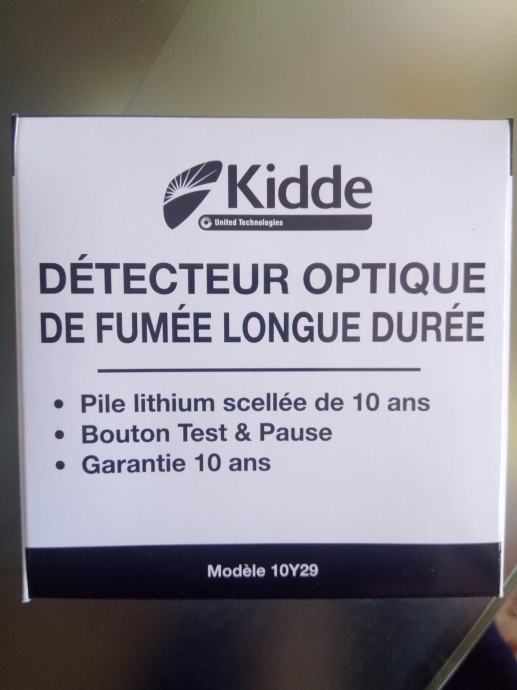 Kidde
United Technologies
DÉTECTEUR OPTIQUE
DE FUMÉE LONGUE DURÉE
• Pile lithium scellée de 10 ans
• Bouton Test & Pause
• Garantie 10 ans
Modèle 10Y29